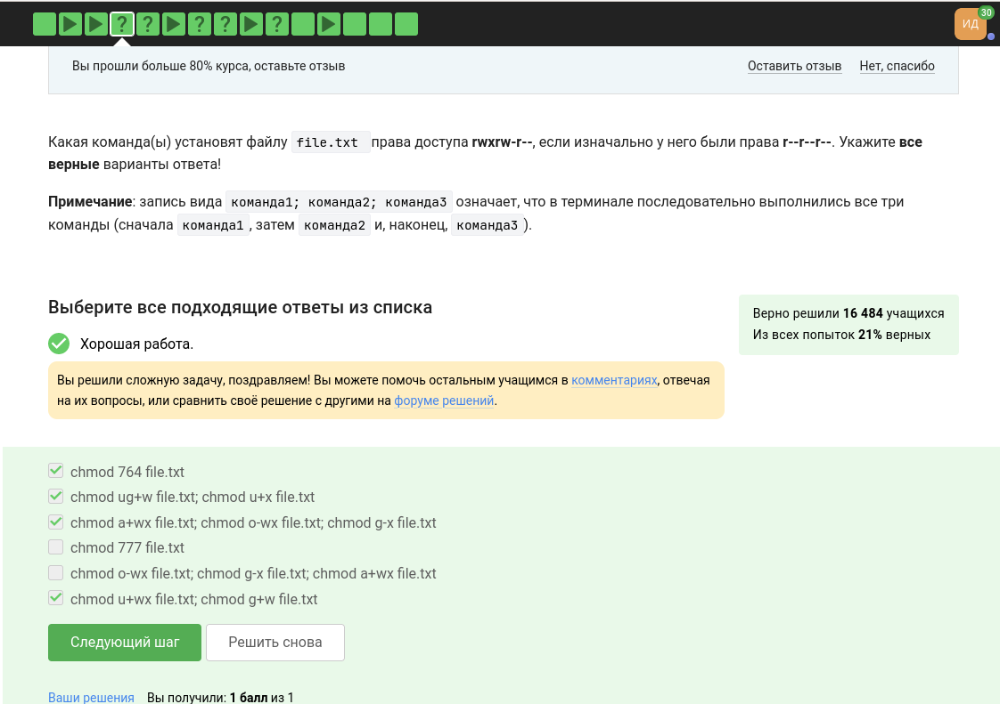 ? ? ? ? ?
ИД 30
Вы прошли больше 80% курса, оставьте отзыв Оставить отзыв Нет, спасибо
Какая команда(ы) установят файлу file.txt права доступа rwxrw-r--, если изначально у него были права r--r--r--. Укажите все
верные варианты ответа!
Примечание: запись вида команда1; команда2; команда3 означает, что в терминале последовательно выполнились все три
команды (сначала команда1 , затем команда2 и, наконец, команда3 ).
Выберите все подходящие ответы из списка
Верно решили 16 484 учащихся
Из всех попыток 21% верных
Хорошая работа.
Вы решили сложную задачу, поздравляем! Вы можете помочь остальным учащимся в комментариях, отвечая
на их вопросы, или сравнить своё решение с другими на форуме решений.
chmod 764 file.txt
chmod ug+w file.txt; chmod u+x file.txt
chmod a+wx file.txt; chmod o-wx file.txt; chmod g-x file.txt
chmod 777 file.txt
chmod o-wx file.txt; chmod g-x file.txt; chmod a+wx file.txt
chmod u+wx file.txt; chmod g+w file.txt
Следующий шаг Решить снова
Ваши решения Вы получили: 1 балл из 1